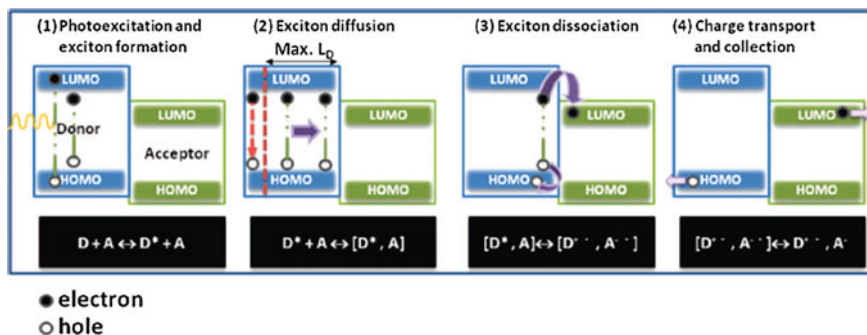 (1) Photoexcitation and
exciton formation
LUMO
Donor
HOMO
LUMO
Acceptor
HOMO
D + A ↔ D* + A
(2) Exciton diffusion
Max. L_D
LUMO
HOMO
LUMO
HOMO
D* + A ↔ [D*, A]
(3) Exciton dissociation
LUMO
HOMO
LUMO
HOMO
(4) Charge transport
and collection
LUMO
HOMO
LUMO
HOMO
electron
hole